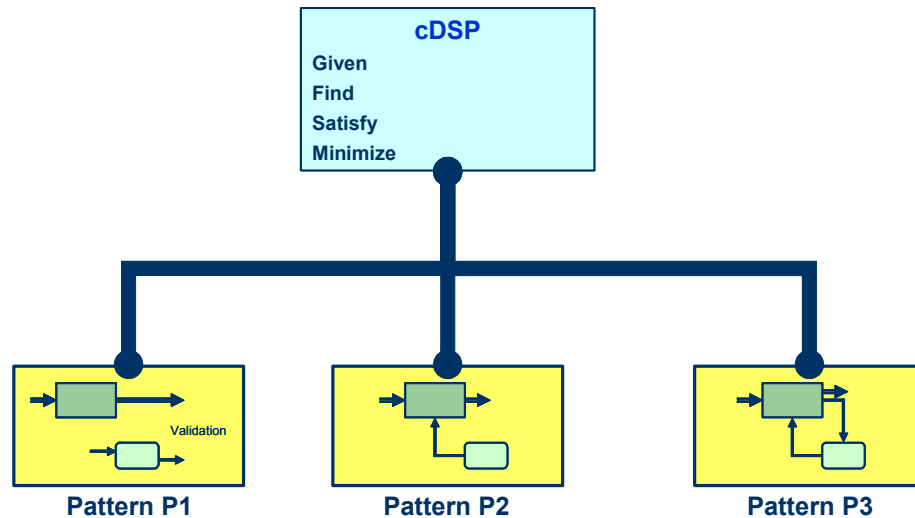 cDSP
Given
Find
Satisfy
Minimize
Validation
Pattern P1
Pattern P2
Pattern P3